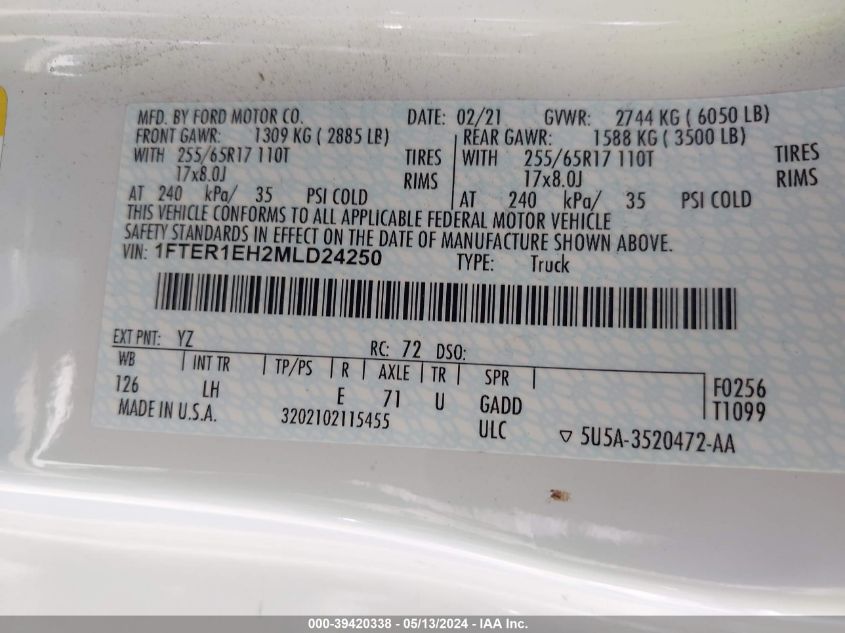 MFD. BY FORD MOTOR CO. DATE: 02/21 GVWR: 2744 KG ( 6050 LB)
FRONT GAWR: 1309 KG ( 2885 LB) REAR GAWR: 1588 KG ( 3500 LB)
WITH 255/65R17 110T TIRES WITH 255/65R17 110T TIRES
17x8.0J RIMS 17x8.0J RIMS
AT 240 kPa/ 35 PSI COLD AT 240 kPa/ 35 PSI COLD
THIS VEHICLE CONFORMS TO ALL APPLICABLE FEDERAL MOTOR VEHICLE
SAFETY STANDARDS IN EFFECT ON THE DATE OF MANUFACTURE SHOWN ABOVE.
VIN: 1FTER1EH2MLD24250 TYPE: Truck
EXT PNT: YZ RC: 72 DSO:
WB INT TR TP/PS R AXLE TR SPR F0256
126 LH E 71 U GADD T1099
MADE IN U.S.A. 3202102115455 ULC 5U5A-3520472-AA
000-39420338 - 05/13/2024 - IAA Inc.